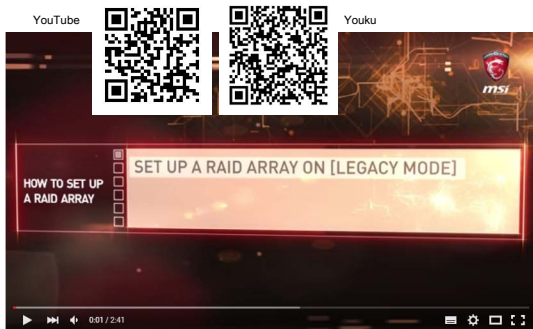 YouTube
Youku
msi
SET UP A RAID ARRAY ON [LEGACY MODE]
HOW TO SET UP
A RAID ARRAY
0:01 / 2:41